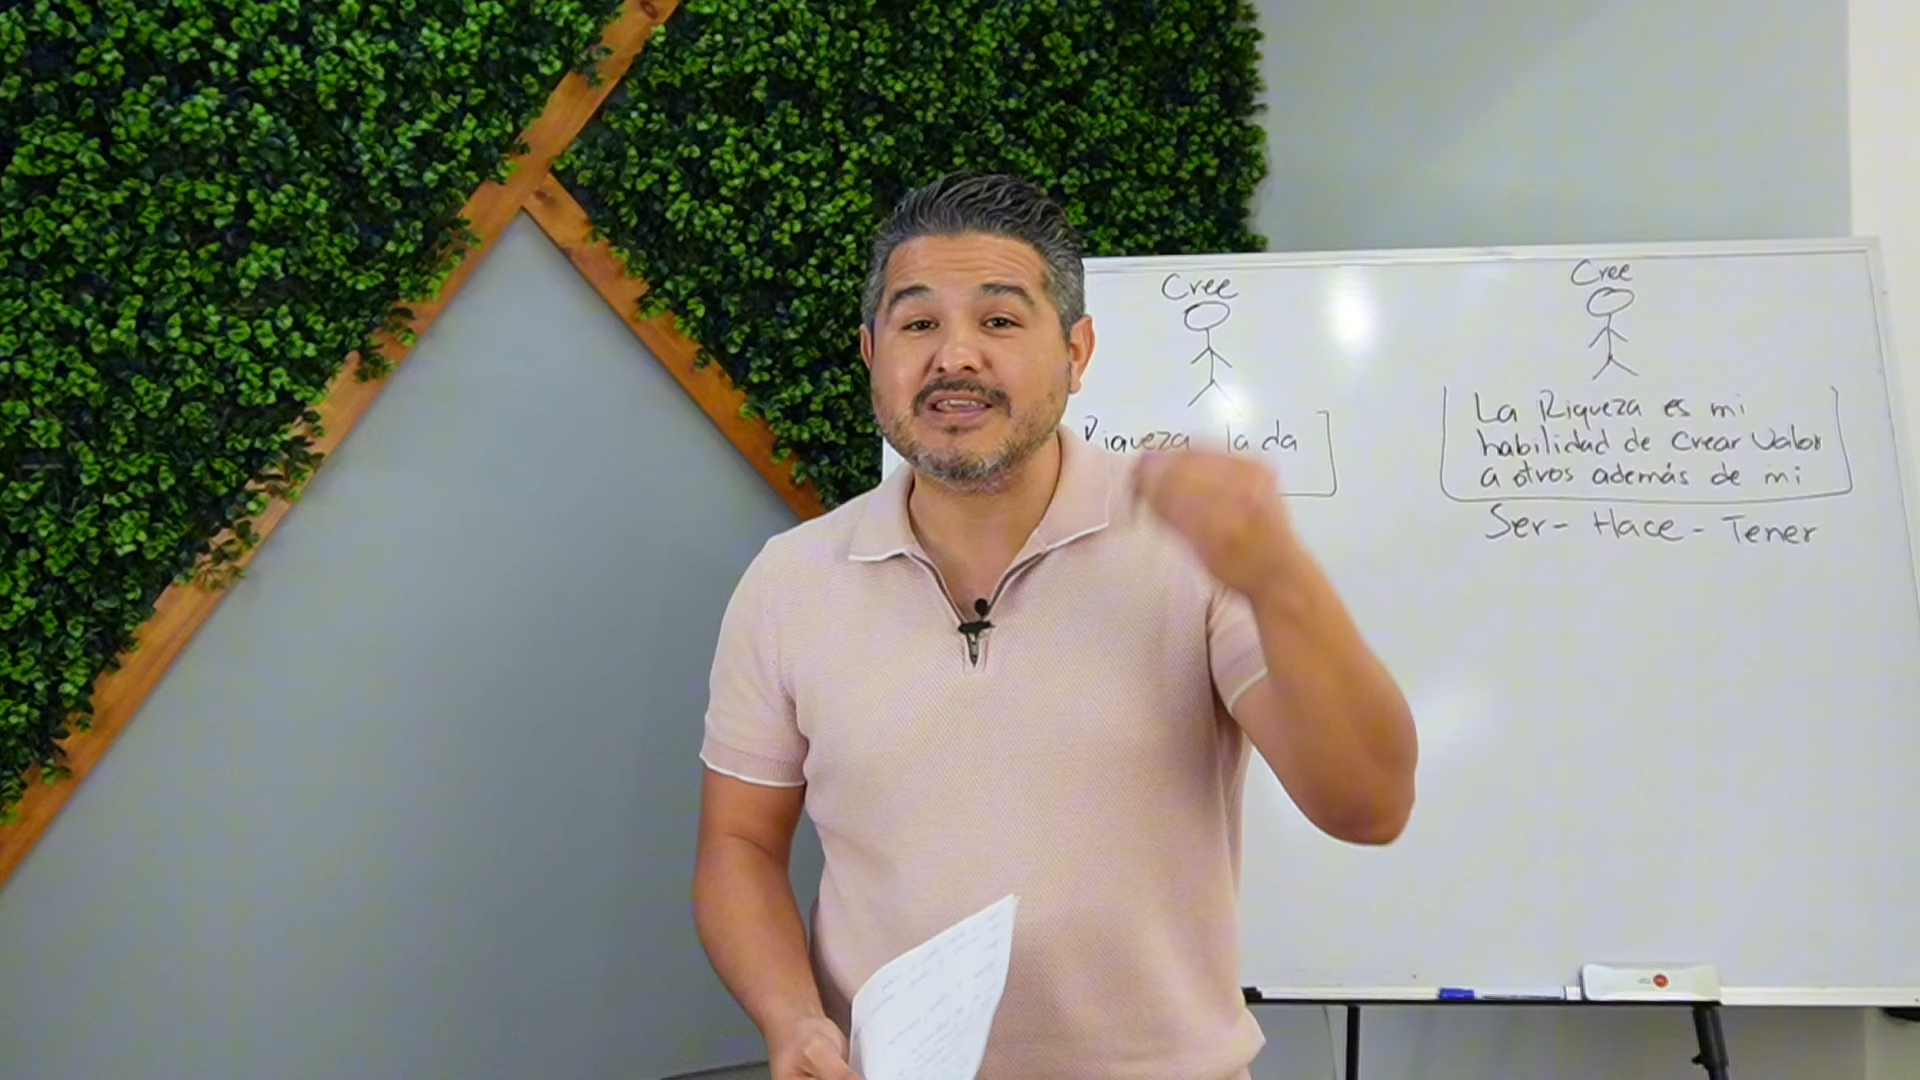 Cree
Riqueza la da
Cree
La Riqueza es mi
habilidad de Crear Valor
a otros además de mi
Ser - Hace - Tener